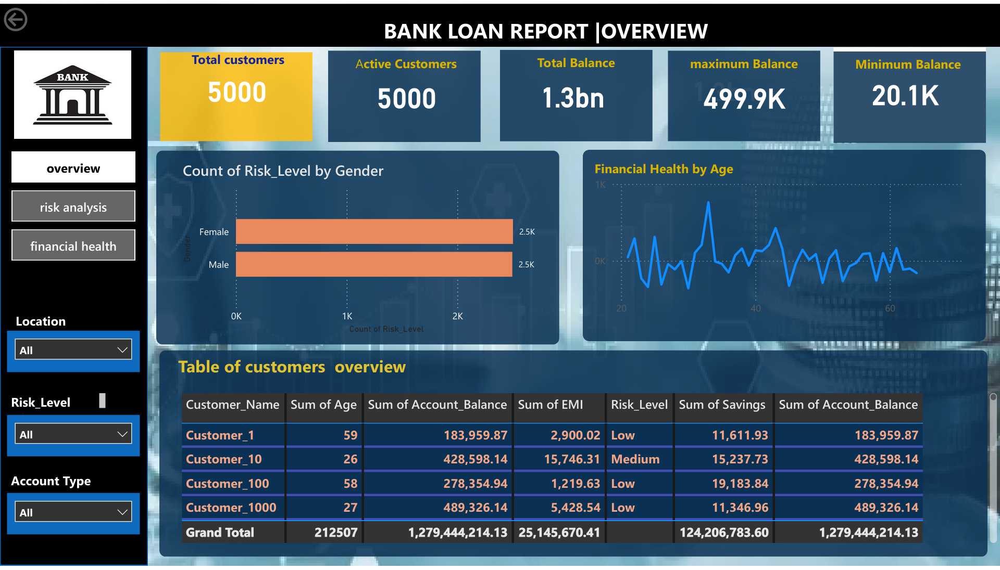 BANK LOAN REPORT |OVERVIEW
BANK
overview
risk analysis
financial health
Location
All
Risk_Level
All
Account Type
All
Total customers
5000
Active Customers
5000
Total Balance
1.3bn
maximum Balance
499.9K
Minimum Balance
20.1K
Count of Risk_Level by Gender
Gender
Female
2.5K
Male
2.5K
0K 1K 2K
Count of Risk_Level
Financial Health by Age
1K
0K
20 40 60
Table of customers overview
Customer_Name Sum of Age Sum of Account_Balance Sum of EMI Risk_Level Sum of Savings Sum of Account_Balance
Customer_1 59 183,959.87 2,900.02 Low 11,611.93 183,959.87
Customer_10 26 428,598.14 15,746.31 Medium 15,237.73 428,598.14
Customer_100 58 278,354.94 1,219.63 Low 19,183.84 278,354.94
Customer_1000 27 489,326.14 5,428.54 Low 11,346.96 489,326.14
Grand Total 212507 1,279,444,214.13 25,145,670.41 124,206,783.60 1,279,444,214.13